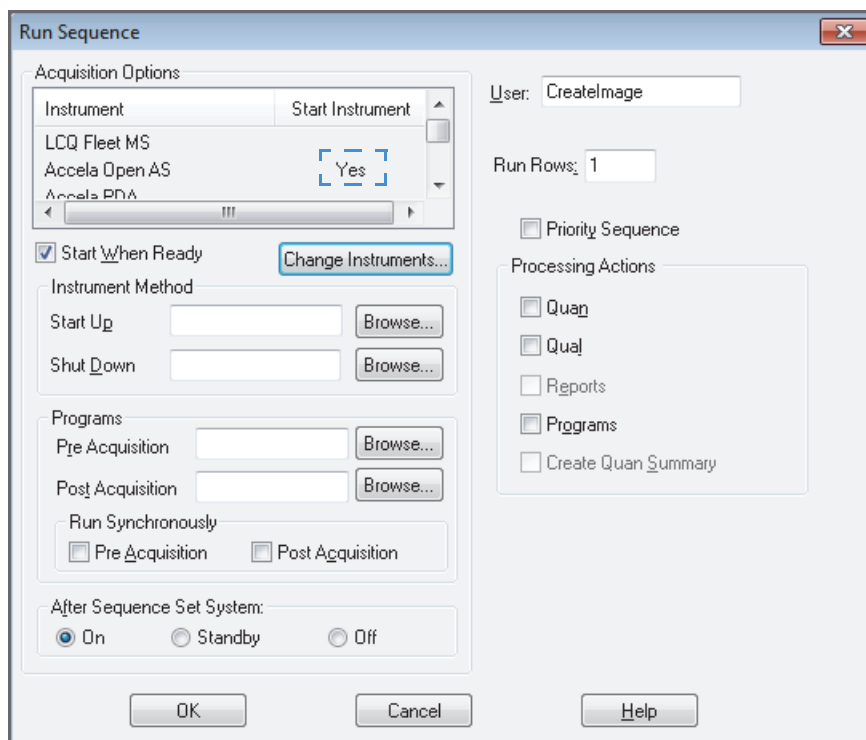 Run Sequence
Acquisition Options
Instrument Start Instrument
LCQ Fleet MS
Accela Open AS Yes
Accela PDA
Start When Ready
Change Instruments...
Instrument Method
Start Up Browse...
Shut Down Browse...
Programs
Pre Acquisition Browse...
Post Acquisition Browse...
Run Synchronously
Pre Acquisition Post Acquisition
After Sequence Set System:
On Standby Off
User: CreateImage
Run Rows: 1
Priority Sequence
Processing Actions
Quan
Qual
Reports
Programs
Create Quan Summary
OK Cancel Help